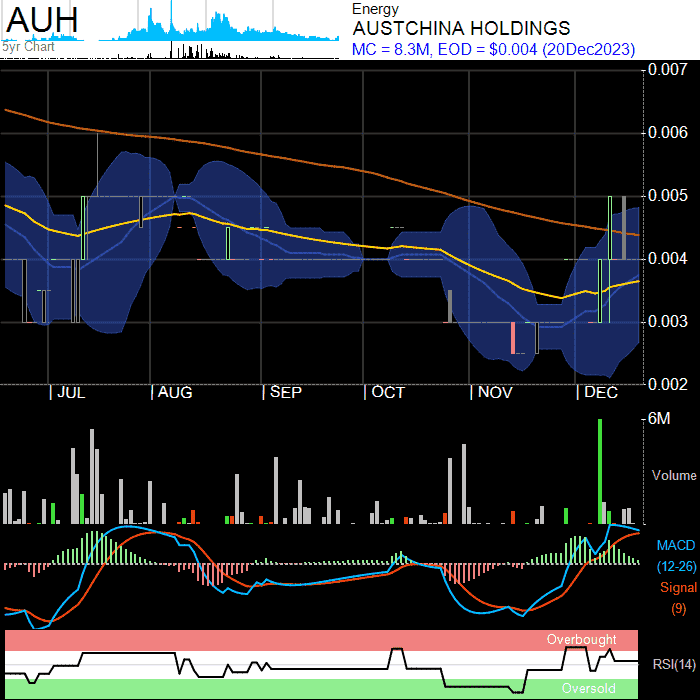 AUH
5yr Chart
Energy
AUSTCHINA HOLDINGS
MC = 8.3M, EOD = $0.004 (20Dec2023)
0.007
0.006
0.005
0.004
0.003
0.002
| JUL | AUG | SEP | OCT | NOV | DEC
6M
Volume
MACD
(12-26)
Signal
(9)
Overbought
RSI(14)
Oversold